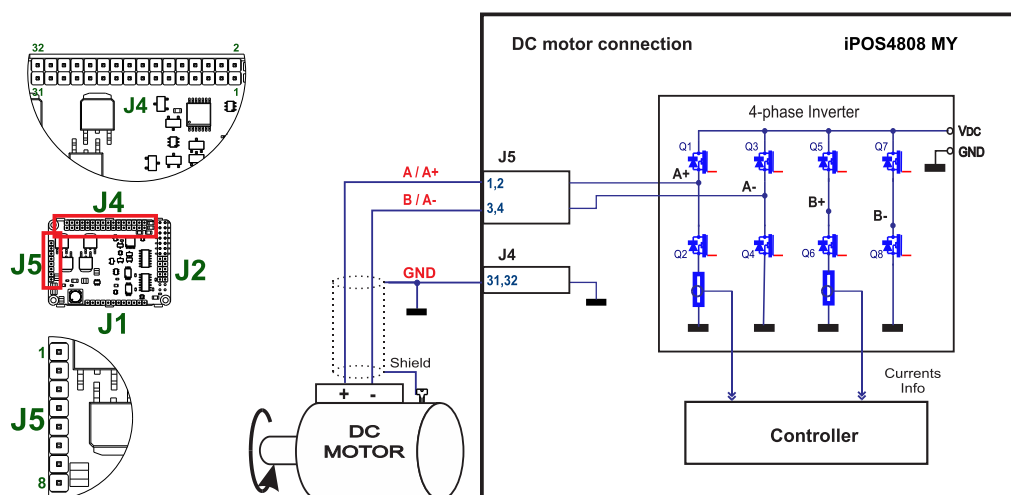 DC motor connection
iPOS4808 MY
32
2
31
1
J4
J4
J5
J2
J1
1
J5
8
A / A+
B / A-
GND
Shield
+ -
DC
MOTOR
J5
1,2
3,4
J4
31,32
4-phase Inverter
VDC
GND
Q1
Q3
Q5
Q7
A+
A-
B+
B-
Q2
Q4
Q6
Q8
Currents
Info
Controller